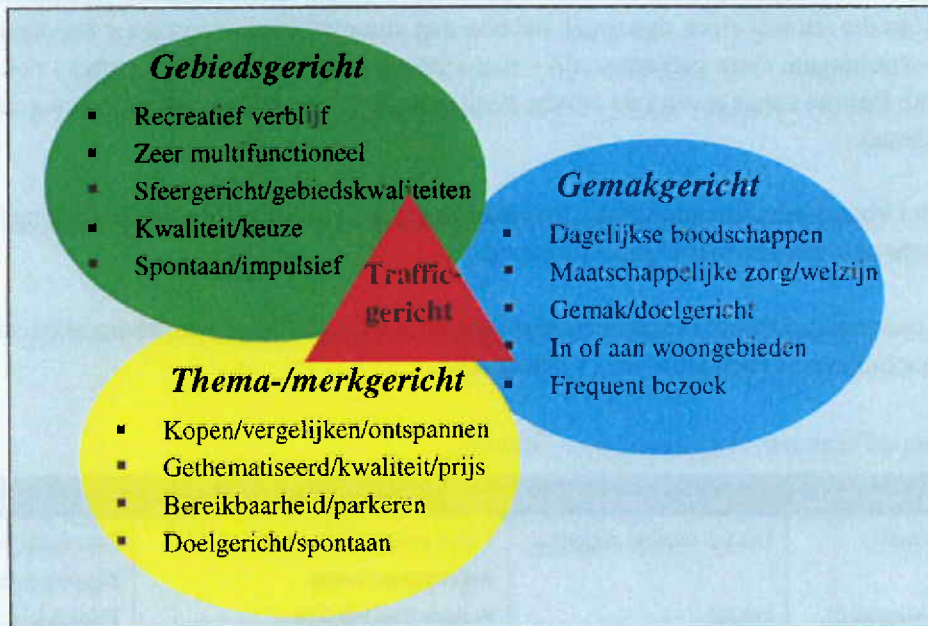 Gebiedsgericht
▪ Recreatief verblijf
▪ Zeer multifunctioneel
▪ Sfeergericht/gebiedskwaliteiten
▪ Kwaliteit/keuze
▪ Spontaan/impulsief
Traffic-
gericht
Gemakgericht
▪ Dagelijkse boodschappen
▪ Maatschappelijke zorg/welzijn
▪ Gemak/doelgericht
▪ In of aan woongebieden
▪ Frequent bezoek
Thema-/merkgericht
▪ Kopen/vergelijken/ontspannen
▪ Gethematiseerd/kwaliteit/prijs
▪ Bereikbaarheid/parkeren
▪ Doelgericht/spontaan